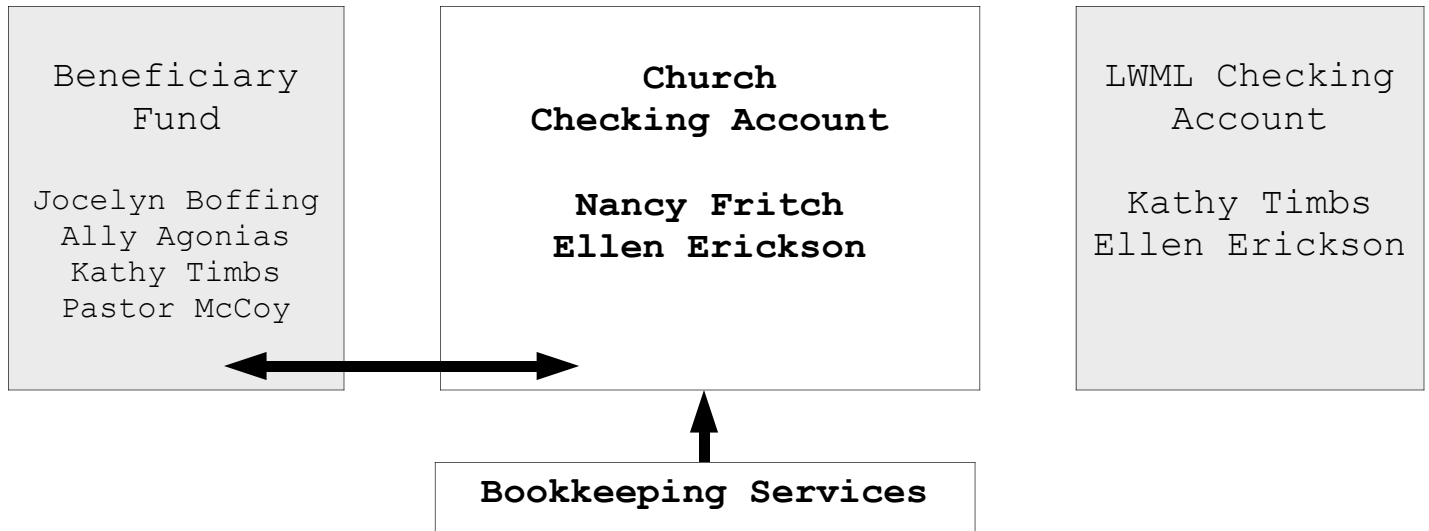 Beneficiary
Fund
Jocelyn Boffing
Ally Agonias
Kathy Timbs
Pastor McCoy
Church
Checking Account
Nancy Fritch
Ellen Erickson
LWML Checking
Account
Kathy Timbs
Ellen Erickson
Bookkeeping Services